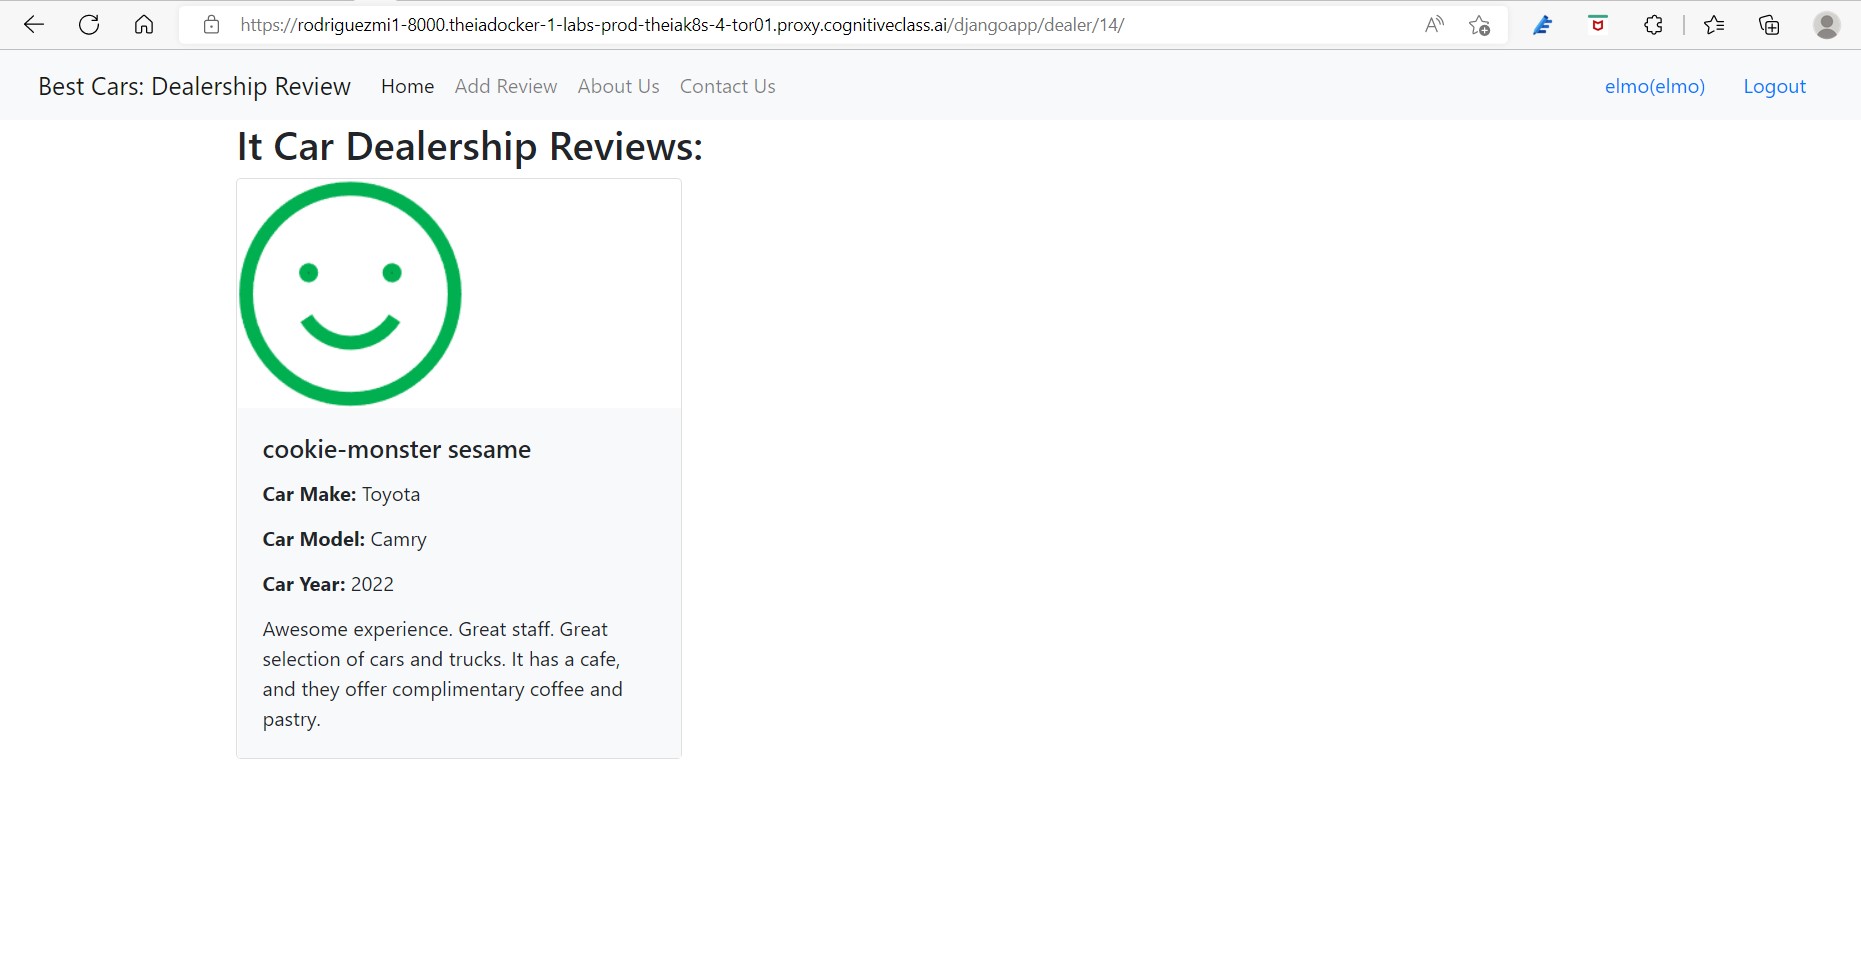 https://rodriguezmi1-8000.theiadocker-1-labs-prod-theiak8s-4-tor01.proxy.cognitiveclass.ai/djangoapp/dealer/14/
Best Cars: Dealership Review Home Add Review About Us Contact Us elmo(elmo) Logout
It Car Dealership Reviews:
cookie-monster sesame
Car Make: Toyota
Car Model: Camry
Car Year: 2022
Awesome experience. Great staff. Great
selection of cars and trucks. It has a cafe,
and they offer complimentary coffee and
pastry.